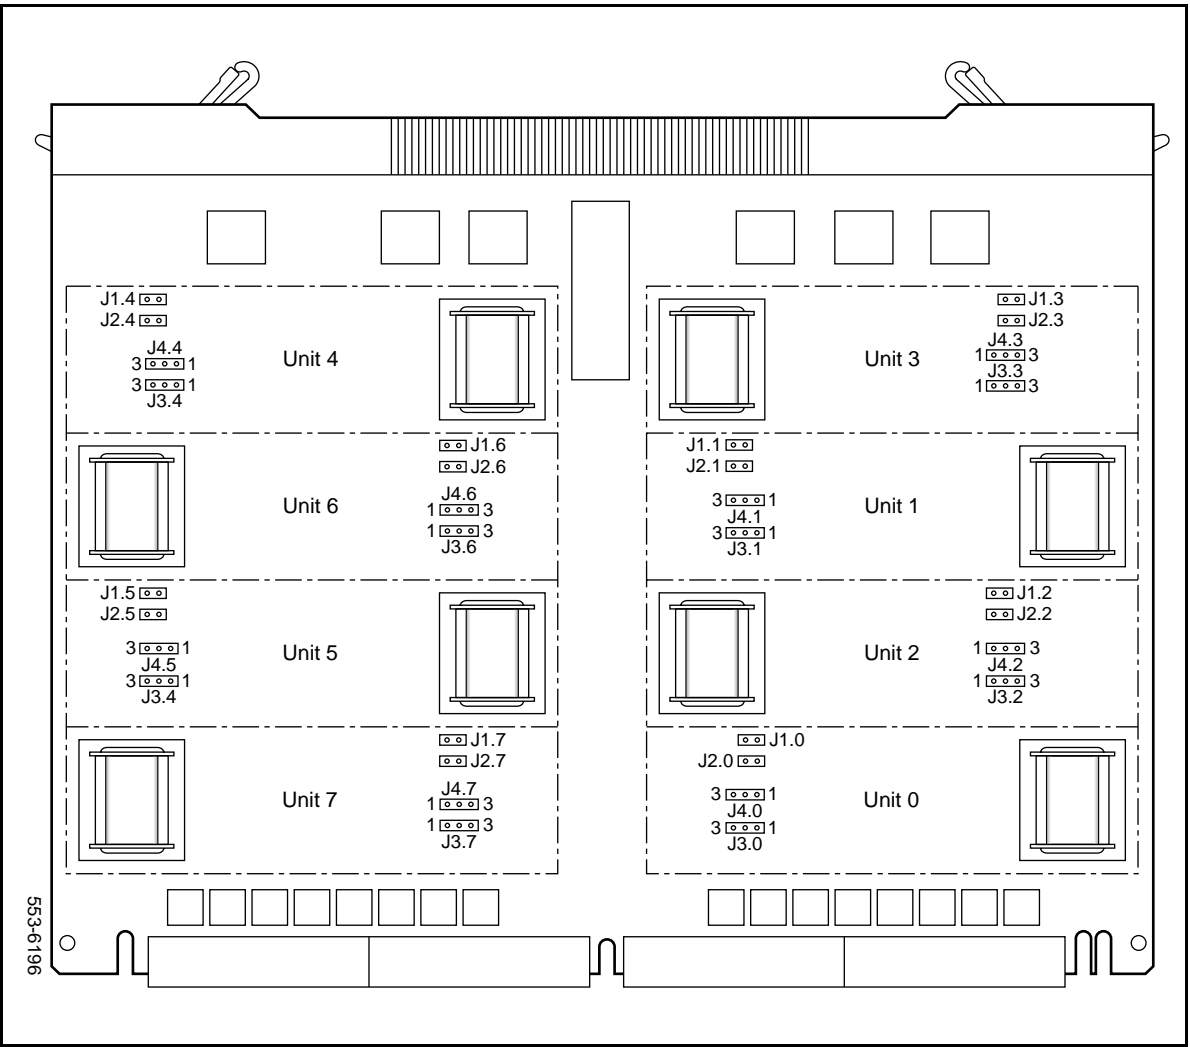 J1.4
J2.4
J4.4
3 1
3 1
J3.4
Unit 4
J1.3
J2.3
J4.3
1 3
J3.3
1 3
Unit 3
J1.6
J2.6
J4.6
1 3
1 3
J3.6
Unit 6
J1.1
J2.1
3 1
J4.1
3 1
J3.1
Unit 1
J1.5
J2.5
3 1
J4.5
3 1
J3.4
Unit 5
J1.2
J2.2
1 3
J4.2
1 3
J3.2
Unit 2
J1.7
J2.7
J4.7
1 3
1 3
J3.7
Unit 7
J1.0
J2.0
3 1
J4.0
3 1
J3.0
Unit 0
553-6196